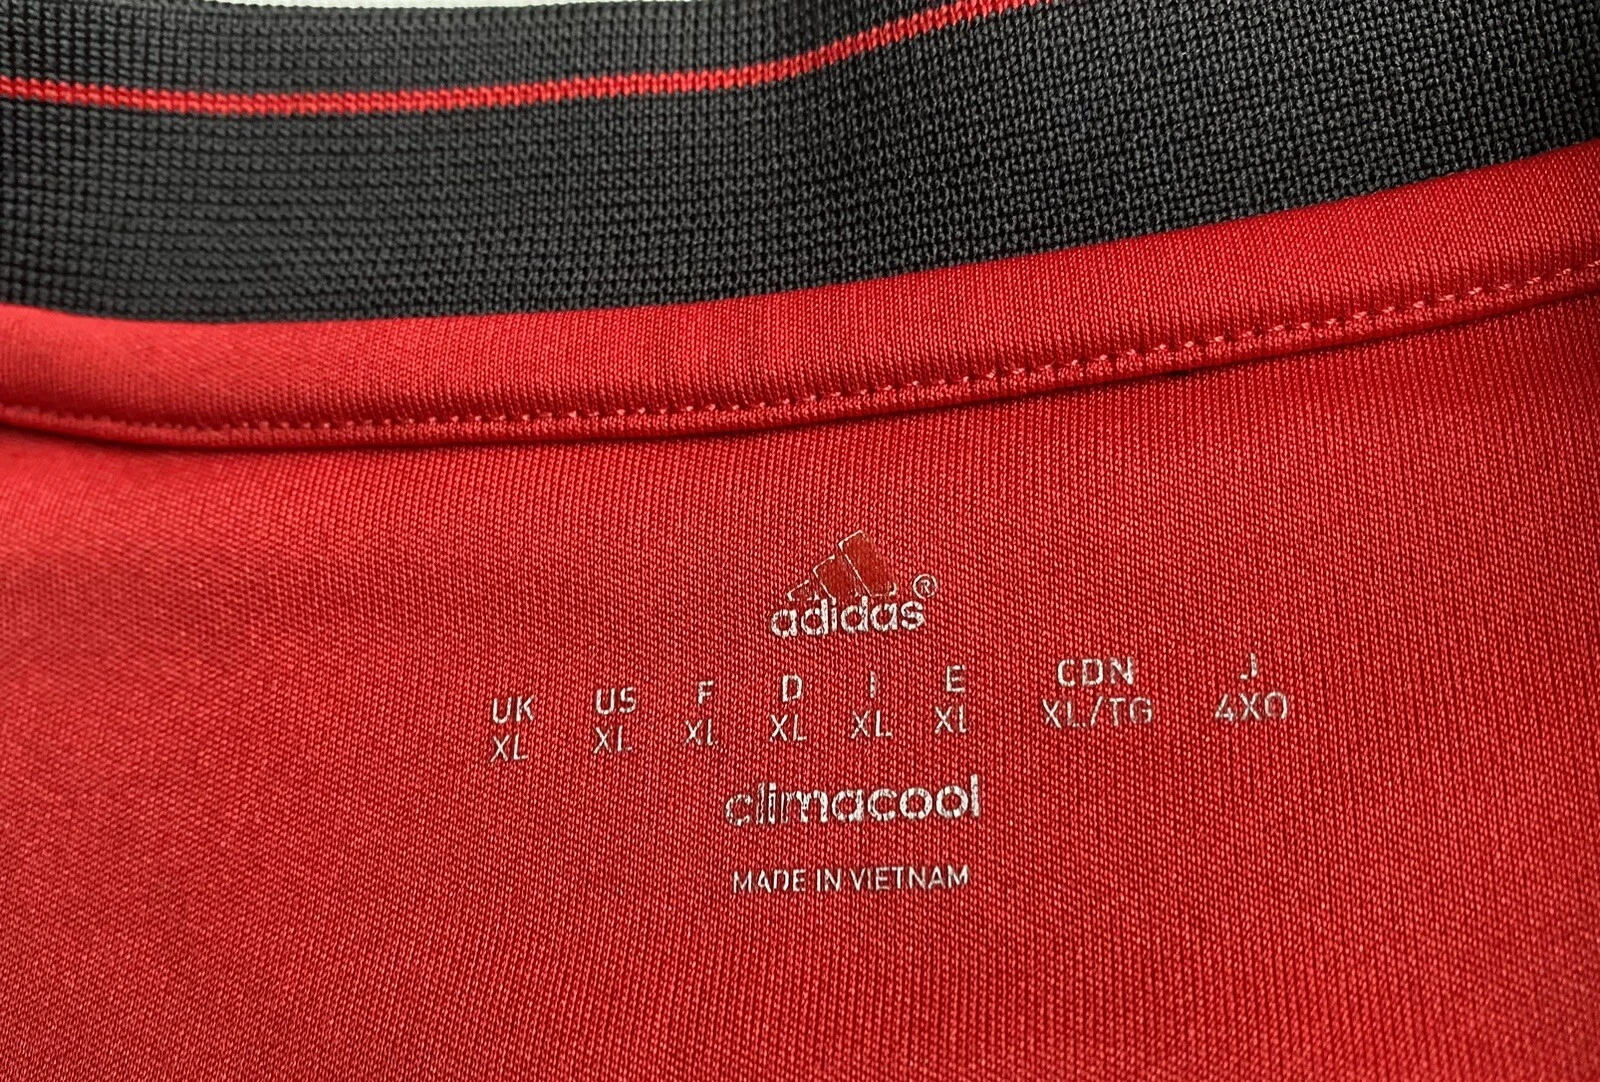 adidas®
UK US F D I E CDN J
XL XL XL XL XL XL XL/TG 4XO
climacool
MADE IN VIETNAM